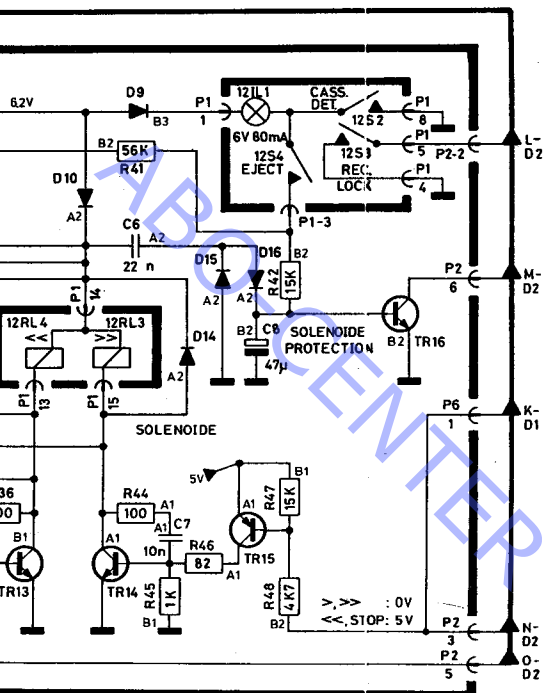 D9
12IL1
CASS.
DET.
6,2V
P1
1
B3
12S2
P1
8
6V 80mA
B2
56K
R41
12S4
EJECT
12S3
P1
5
P2-2
L-
D2
REC.
LOCK
P1
4
D10
A2
P1-3
C6
A2
22 n
D15
A2
D16
A2
R42
15K
B2
P2
6
M-
D2
P1
14
12RL4
12RL3
<<
>>
D14
A2
B2
C8
47µ
SOLENOIDE
PROTECTION
B2
TR16
P1
13
P1
15
SOLENOIDE
P6
1
K-
D1
5V
B1
R47
15K
36
00
R44
100
A1
A1
C7
10n
A1
TR15
B1
TR13
A1
TR14
R46
82
A1
R45
1K
B1
R48
4K7
B2
>,>> : 0V
<<, STOP: 5V
P2
3
N-
D2
P2
5
O-
D2
ABO-CENTER